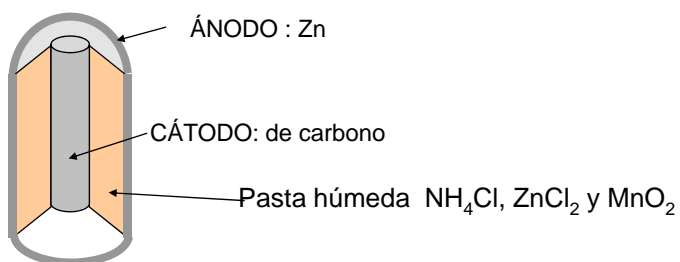 ÁNODO : Zn
CÁTODO: de carbono
Pasta húmeda NH₄Cl, ZnCl₂ y MnO₂